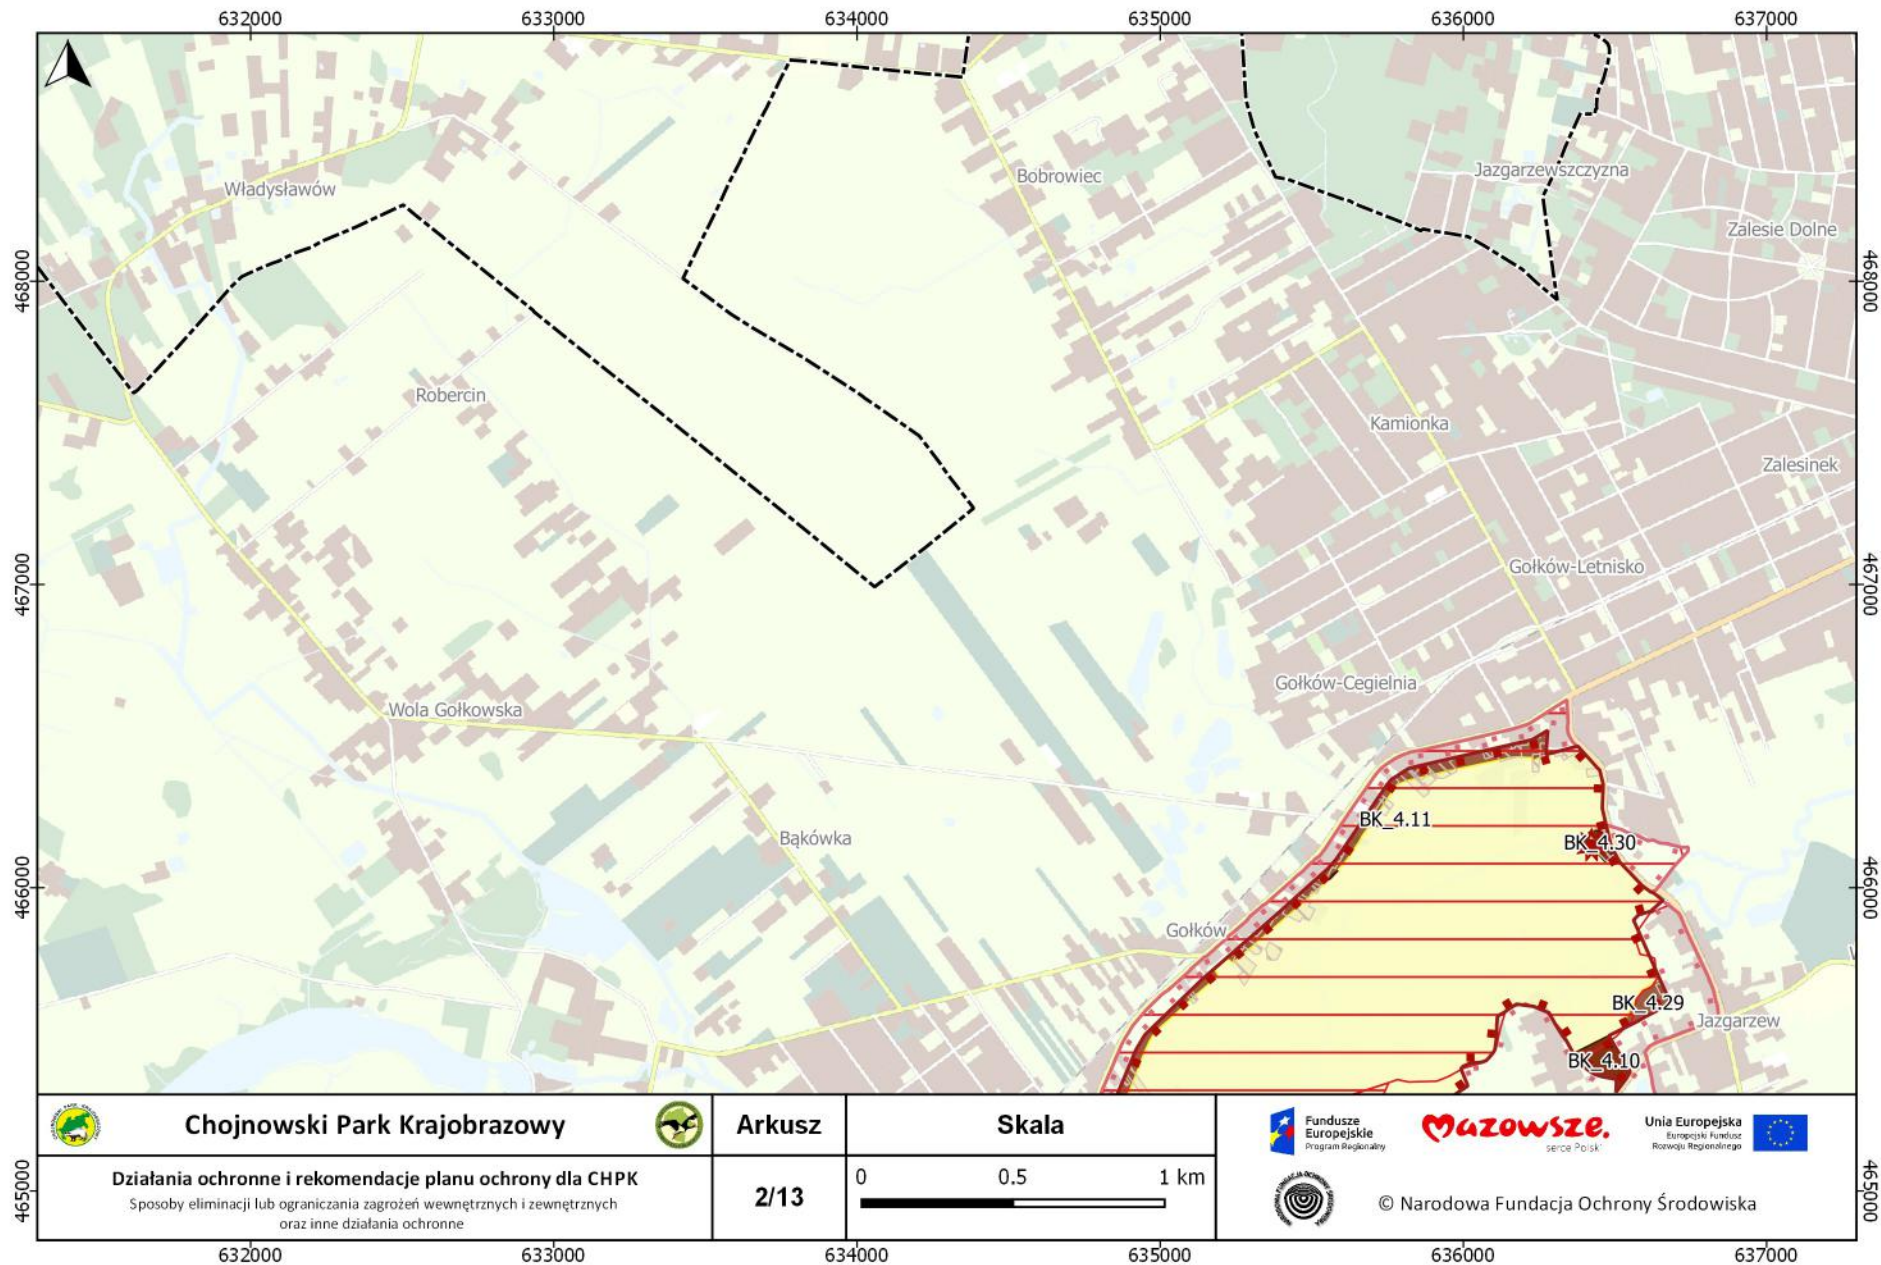 632000 633000 634000 635000 636000 637000
Władysławów
Bobrowiec
Jazgarzewszczyzna
Zalesie Dolne
468000
468000
Robercin
Kamionka
Zalesinek
Gołków-Letnisko
467000
467000
Gołków-Cegielnia
Wola Gołkowska
BK_4.11
Bąkówka
BK_4.30
466000
466000
Gołków
BK_4.29
Jazgarzew
BK_4.10
Chojnowski Park Krajobrazowy
Działania ochronne i rekomendacje planu ochrony dla CHPK
Sposoby eliminacji lub ograniczania zagrożeń wewnętrznych i zewnętrznych
oraz inne działania ochronne
Arkusz
2/13
Skala
0 0.5 1 km
Fundusze
Europejskie
Program Regionalny
Mazowsze.
serce Polski
Unia Europejska
Europejski Fundusz
Rozwoju Regionalnego
© Narodowa Fundacja Ochrony Środowiska
465000
465000
632000 633000 634000 635000 636000 637000